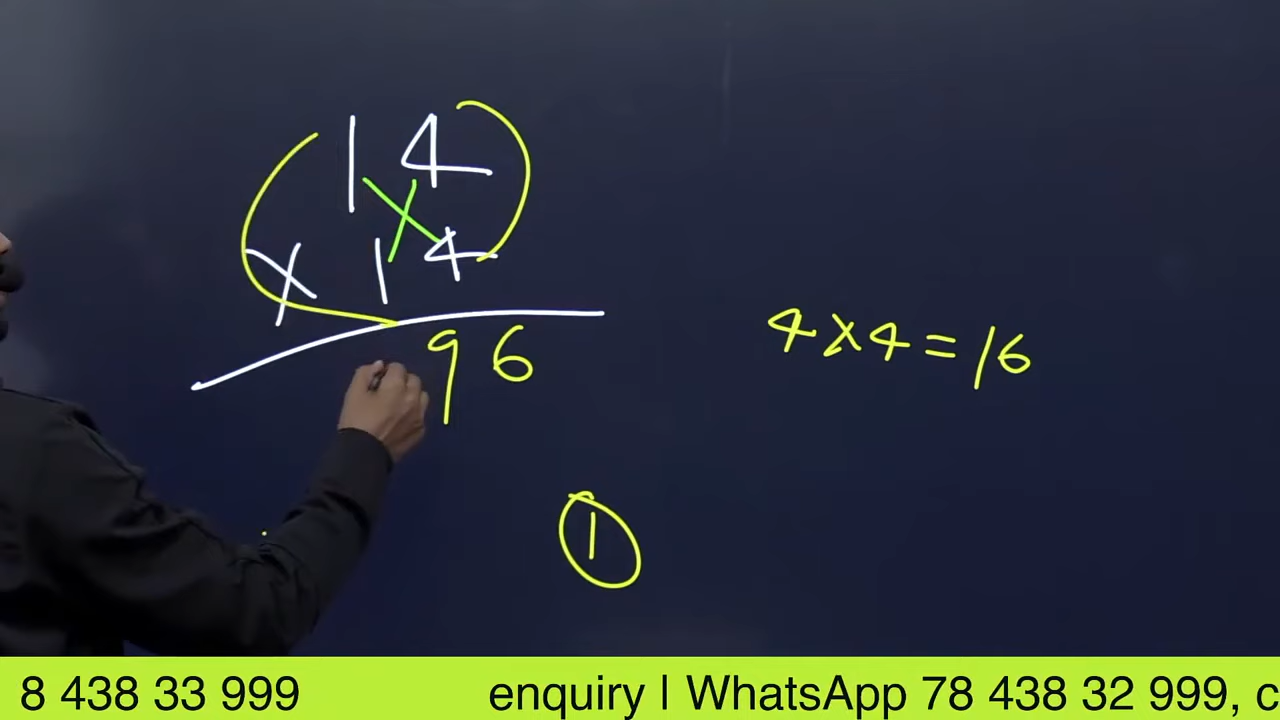 14
x 14
96
4x4=16
1
8 438 33 999 enquiry | WhatsApp 78 438 32 999, c